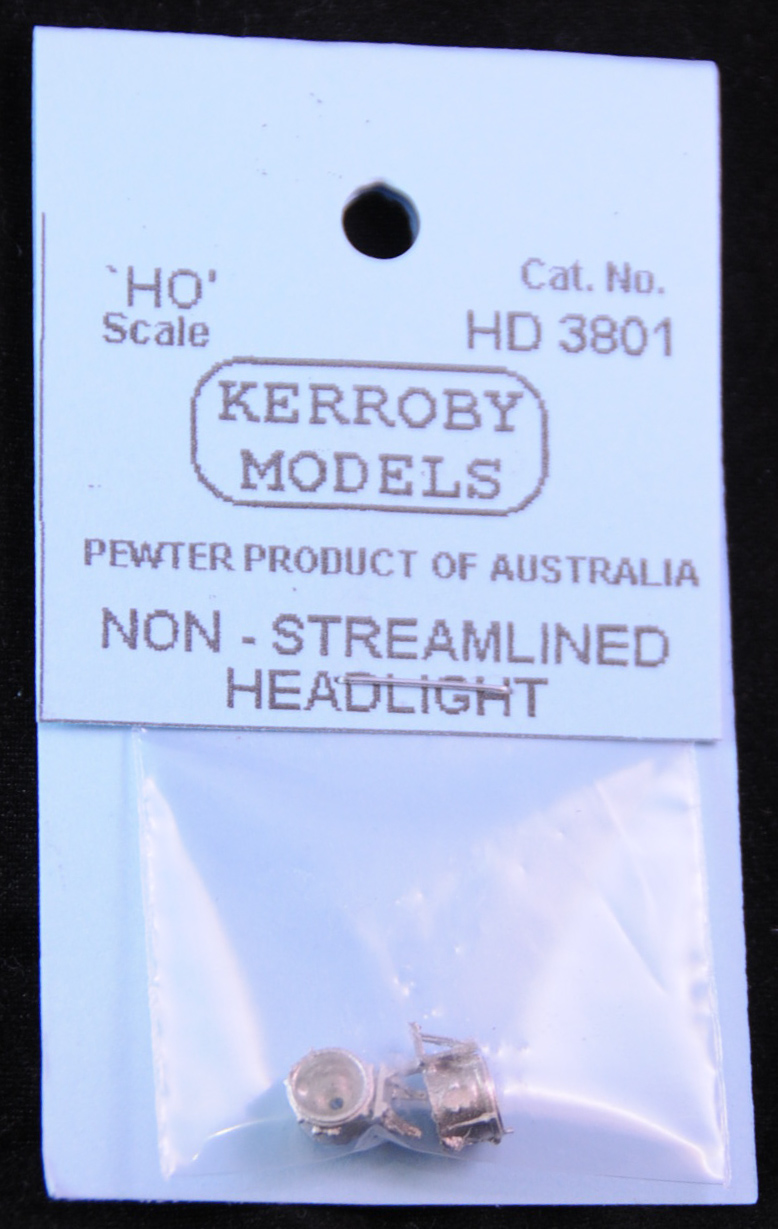 `HO'
Scale
Cat. No.
HD 3801
KERROBY
MODELS
PEWTER PRODUCT OF AUSTRALIA
NON - STREAMLINED
HEADLIGHT